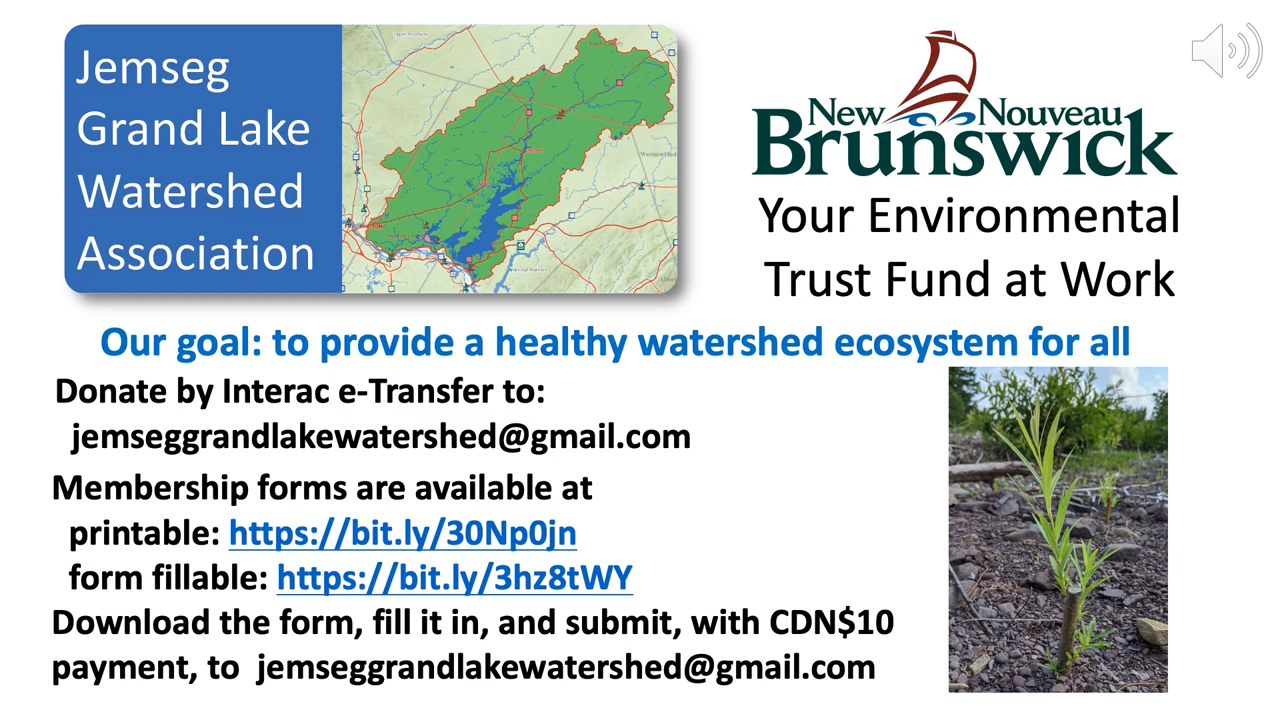 Jemseg
Grand Lake
Watershed
Association
New Nouveau
Brunswick
Your Environmental
Trust Fund at Work
Our goal: to provide a healthy watershed ecosystem for all
Donate by Interac e-Transfer to:
jemseggrandlakewatershed@gmail.com
Membership forms are available at
printable: https://bit.ly/30Np0jn
form fillable: https://bit.ly/3hz8tWY
Download the form, fill it in, and submit, with CDN$10
payment, to jemseggrandlakewatershed@gmail.com